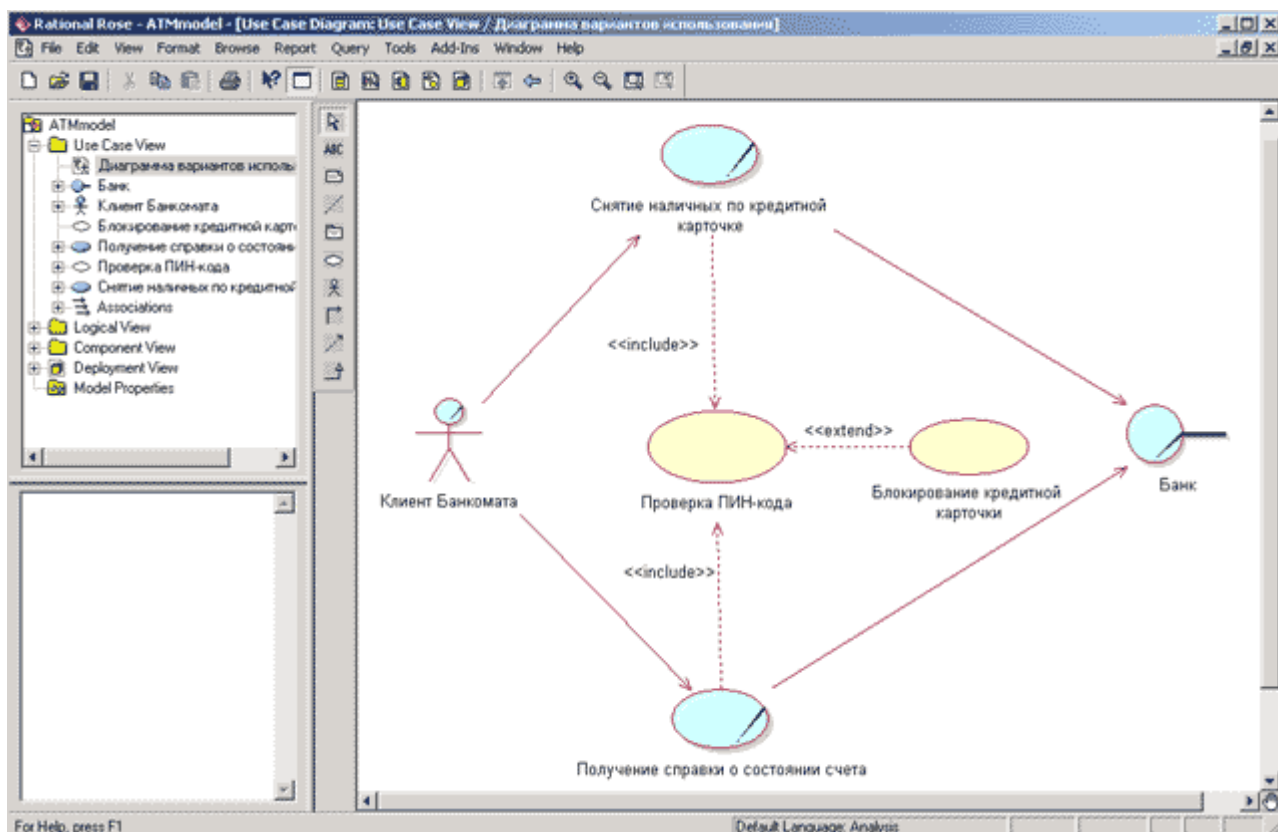 Rational Rose - ATMmodel - [Use Case Diagram: Use Case View / Диаграмма вариантов использования]
File Edit View Format Browse Report Query Tools Add-Ins Window Help
ABC
ATMmodel
Use Case View
Диаграмма вариантов исполь
Банк
Клиент Банкомата
Блокирование кредитной карт
Получение справки о состояни
Проверка ПИН-кода
Снятие наличных по кредитной
Associations
Logical View
Component View
Deployment View
Model Properties
Снятие наличных по кредитной
карточке
<<include>>
<<extend>>
Клиент Банкомата
Проверка ПИН-кода
Блокирование кредитной
карточки
Банк
<<include>>
Получение справки о состоянии счета
For Help, press F1
Default Language: Analysis